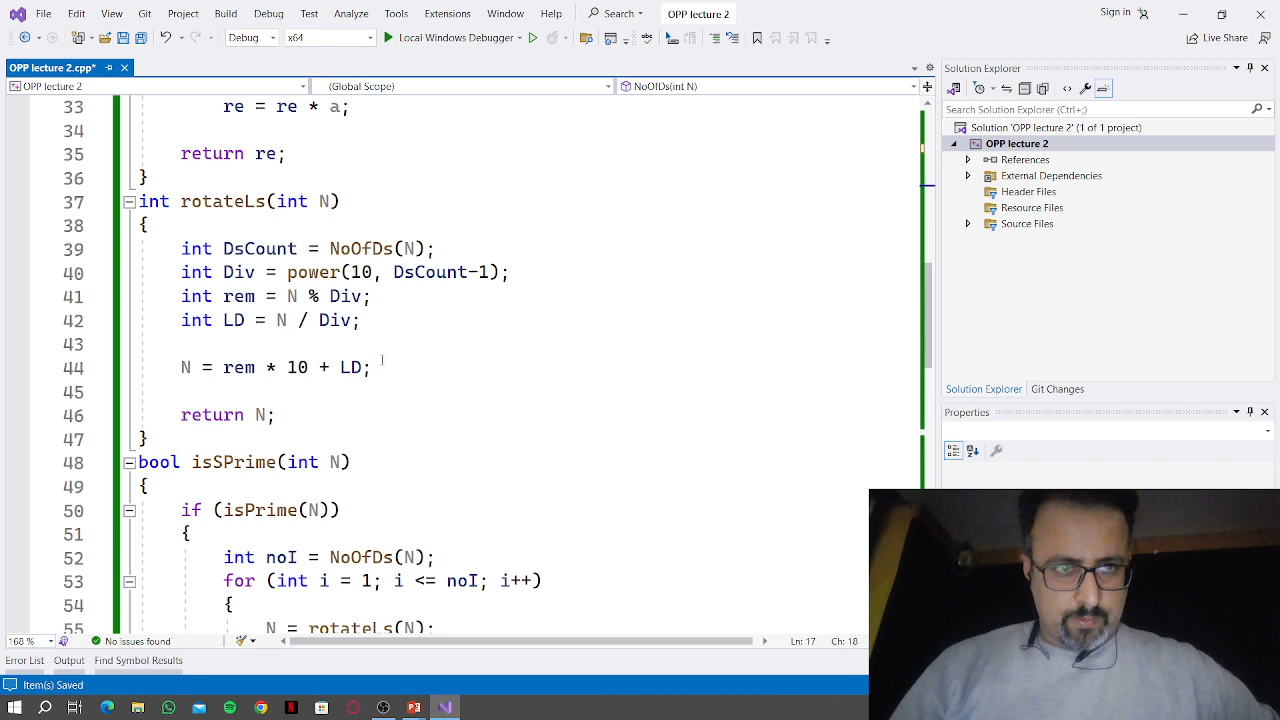 File Edit View Git Project Build Debug Test Analyze Tools Extensions Window Help Search OPP lecture 2 Sign in
Debug x64 Local Windows Debugger Live Share
OPP lecture 2.cpp*
OPP lecture 2 (Global Scope) NoOfDs(int N)
33 re = re * a;
34
35 return re;
36 }
37 int rotateLs(int N)
38 {
39 int DsCount = NoOfDs(N);
40 int Div = power(10, DsCount-1);
41 int rem = N % Div;
42 int LD = N / Div;
43
44 N = rem * 10 + LD;
45
46 return N;
47 }
48 bool isSPrime(int N)
49 {
50 if (isPrime(N))
51 {
52 int noI = NoOfDs(N);
53 for (int i = 1; i <= noI; i++)
54 {
55 N = rotateLs(N);
168 % No issues found Ln: 17 Ch: 18
Error List Output Find Symbol Results
Item(s) Saved
Solution Explorer
Search Solution Explorer (Ctrl+;)
Solution 'OPP lecture 2' (1 of 1 project)
OPP lecture 2
References
External Dependencies
Header Files
Resource Files
Source Files
Solution Explorer Git Changes
Properties